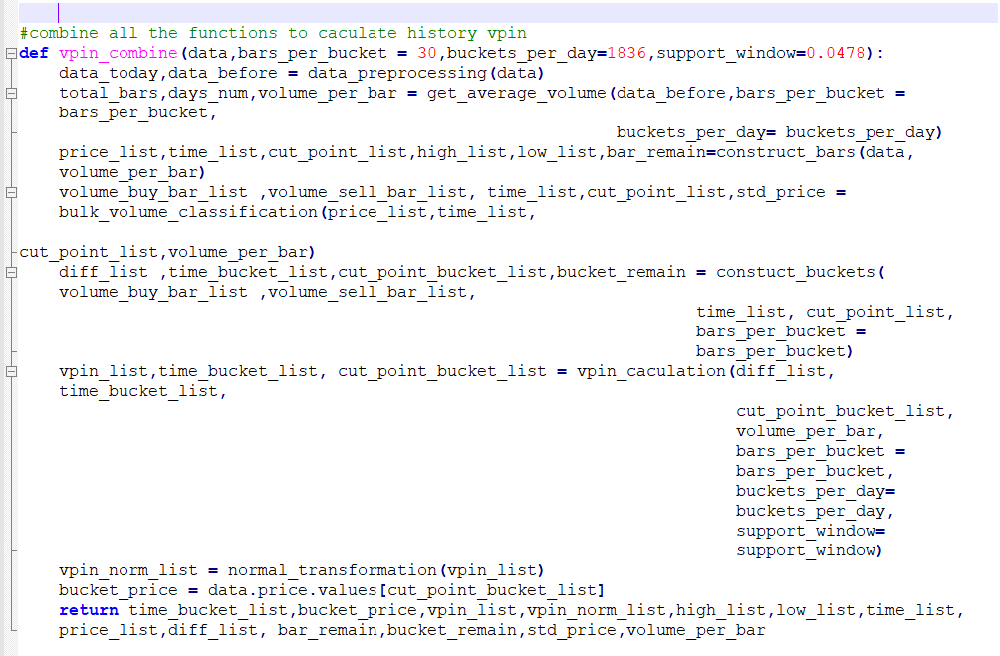 #combine all the functions to caculate history vpin
def vpin_combine(data,bars_per_bucket = 30,buckets_per_day=1836,support_window=0.0478):
data_today,data_before = data_preprocessing(data)
total_bars,days_num,volume_per_bar = get_average_volume(data_before,bars_per_bucket =
bars_per_bucket,
buckets_per_day= buckets_per_day)
price_list,time_list,cut_point_list,high_list,low_list,bar_remain=construct_bars(data,
volume_per_bar)
volume_buy_bar_list ,volume_sell_bar_list, time_list,cut_point_list,std_price =
bulk_volume_classification(price_list,time_list,
cut_point_list,volume_per_bar)
diff_list ,time_bucket_list,cut_point_bucket_list,bucket_remain = constuct_buckets(
volume_buy_bar_list ,volume_sell_bar_list,
time_list, cut_point_list,
bars_per_bucket =
bars_per_bucket)
vpin_list,time_bucket_list, cut_point_bucket_list = vpin_caculation(diff_list,
time_bucket_list,
cut_point_bucket_list,
volume_per_bar,
bars_per_bucket =
bars_per_bucket,
buckets_per_day=
buckets_per_day,
support_window=
support_window)
vpin_norm_list = normal_transformation(vpin_list)
bucket_price = data.price.values[cut_point_bucket_list]
return time_bucket_list,bucket_price,vpin_list,vpin_norm_list,high_list,low_list,time_list,
price_list,diff_list, bar_remain,bucket_remain,std_price,volume_per_bar